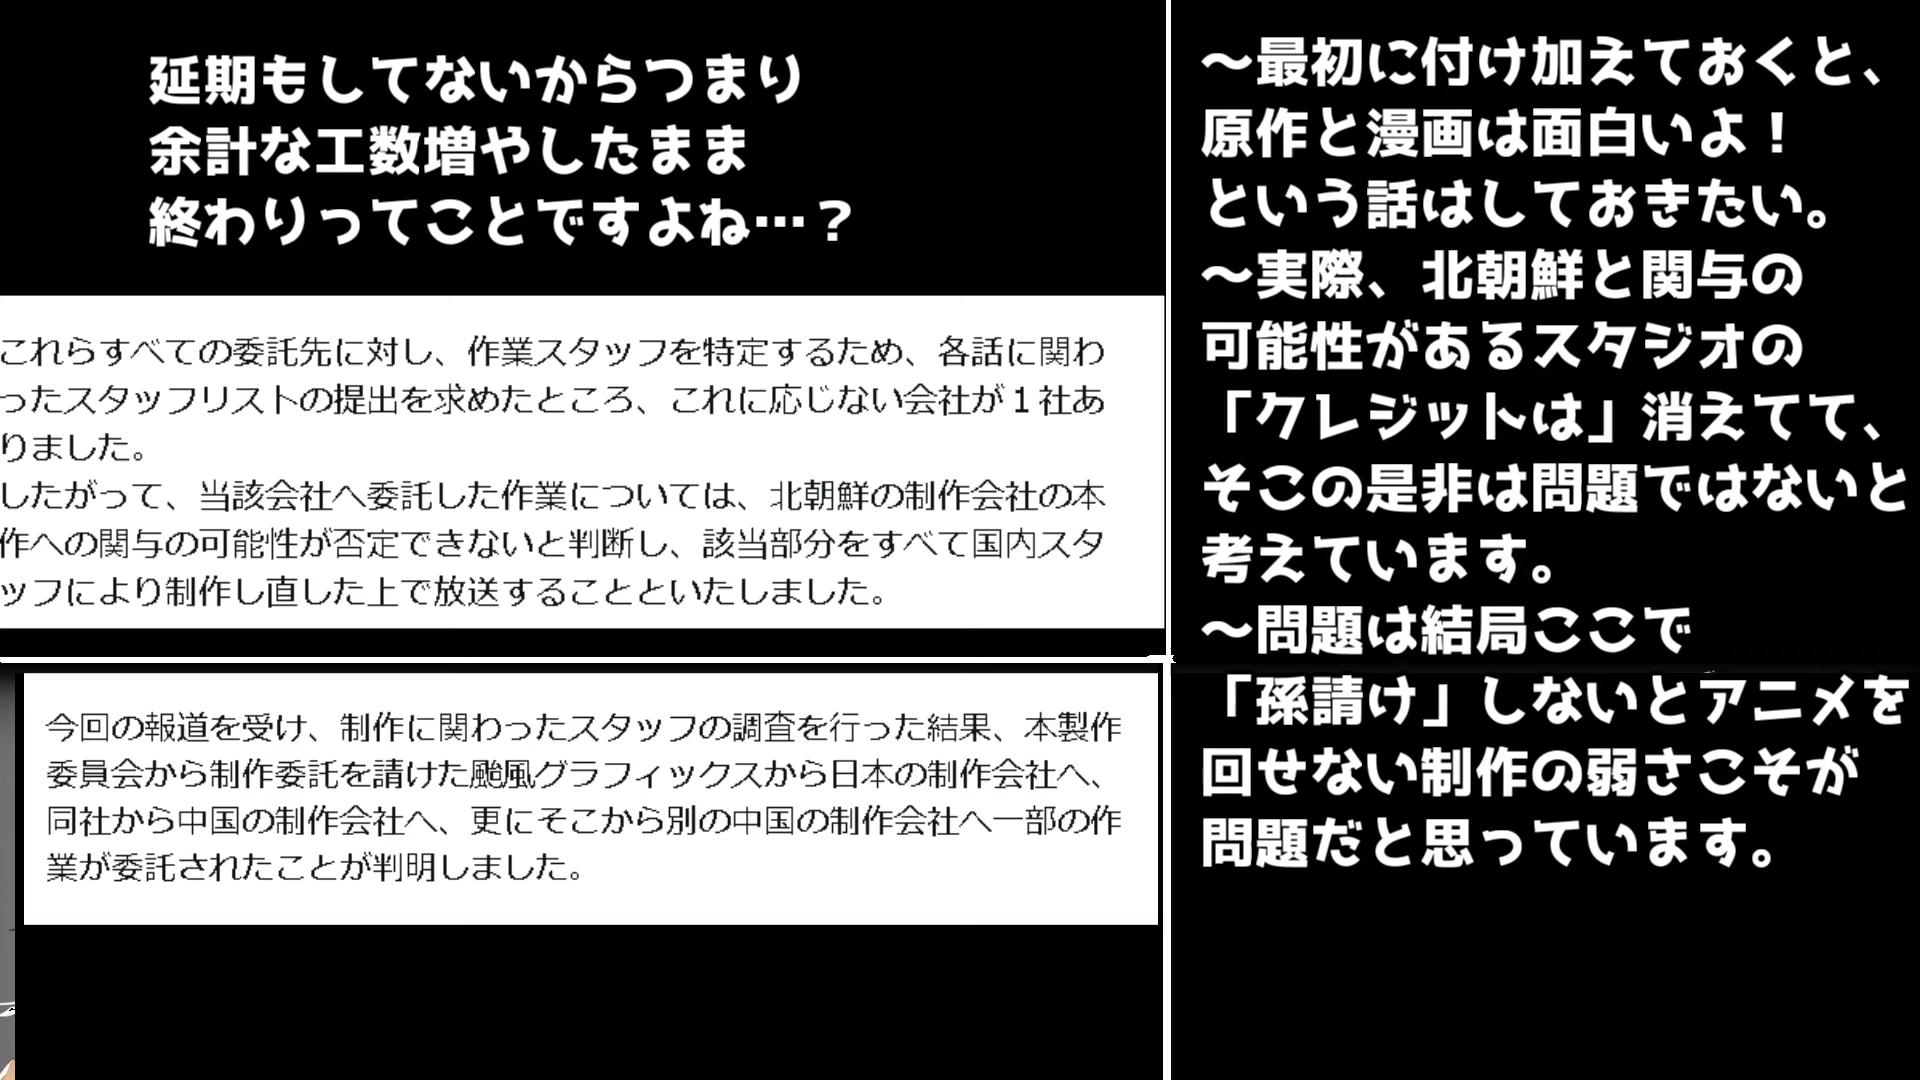 延期もしてないからつまり
余計な工数増やしたまま
終わりってことですよね…？
これらすべての委託先に対し、作業スタッフを特定するため、各話に関わ
ったスタッフリストの提出を求めたところ、これに応じない会社が１社あ
りました。
したがって、当該会社へ委託した作業については、北朝鮮の制作会社の本
作への関与の可能性が否定できないと判断し、該当部分をすべて国内スタ
ッフにより制作し直した上で放送することといたしました。
今回の報道を受け、制作に関わったスタッフの調査を行った結果、本製作
委員会から制作委託を請けた颱風グラフィックスから日本の制作会社へ、
同社から中国の制作会社へ、更にそこから別の中国の制作会社へ一部の作
業が委託されたことが判明しました。
～最初に付け加えておくと、
原作と漫画は面白いよ！
という話はしておきたい。
～実際、北朝鮮と関与の
可能性があるスタジオの
「クレジットは」消えてて、
そこの是非は問題ではないと
考えています。
～問題は結局ここで
「孫請け」しないとアニメを
回せない制作の弱さこそが
問題だと思っています。